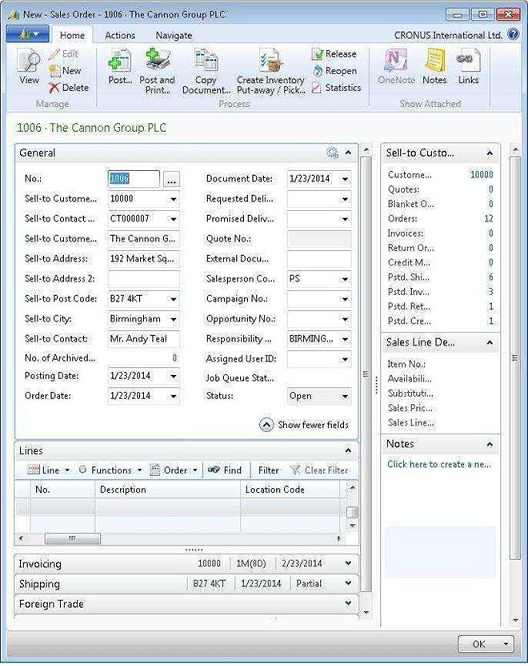 New - Sales Order - 1006 · The Cannon Group PLC
Home Actions Navigate CRONUS International Ltd.
View Edit New Delete
Post... Post and Print... Copy Document... Create Inventory Put-away / Pick... Release Reopen Statistics
OneNote Notes Links
Manage Process Show Attached
1006 · The Cannon Group PLC
General
No.: 1006 ...
Sell-to Custome... 10000
Sell-to Contact ... CT000007
Sell-to Custome... The Cannon G...
Sell-to Address: 192 Market Sq...
Sell-to Address 2:
Sell-to Post Code: B27 4KT
Sell-to City: Birmingham
Sell-to Contact: Mr. Andy Teal
No. of Archived... 0
Posting Date: 1/23/2014
Order Date: 1/23/2014
Document Date: 1/23/2014
Requested Deli...
Promised Deliv...
Quote No.:
External Docu...
Salesperson Co... PS
Campaign No.:
Opportunity No.:
Responsibility ... BIRMING...
Assigned User ID:
Job Queue Stat...
Status: Open
Show fewer fields
Lines
Line Functions Order Find Filter Clear Filter
No. Description Location Code
Invoicing 10000 1M(8D) 2/23/2014
Shipping B27 4KT 1/23/2014 Partial
Foreign Trade
Sell-to Custo...
Custome... 10000
Quotes: 0
Blanket O... 0
Orders: 12
Invoices: 0
Return Or... 0
Credit M... 0
Pstd. Shi... 6
Pstd. Inv... 3
Pstd. Ret... 1
Pstd. Cre... 1
Sales Line De...
Item No.:
Availabili...
Substituti...
Sales Pric...
Sales Line...
Notes
Click here to create a ne...
OK